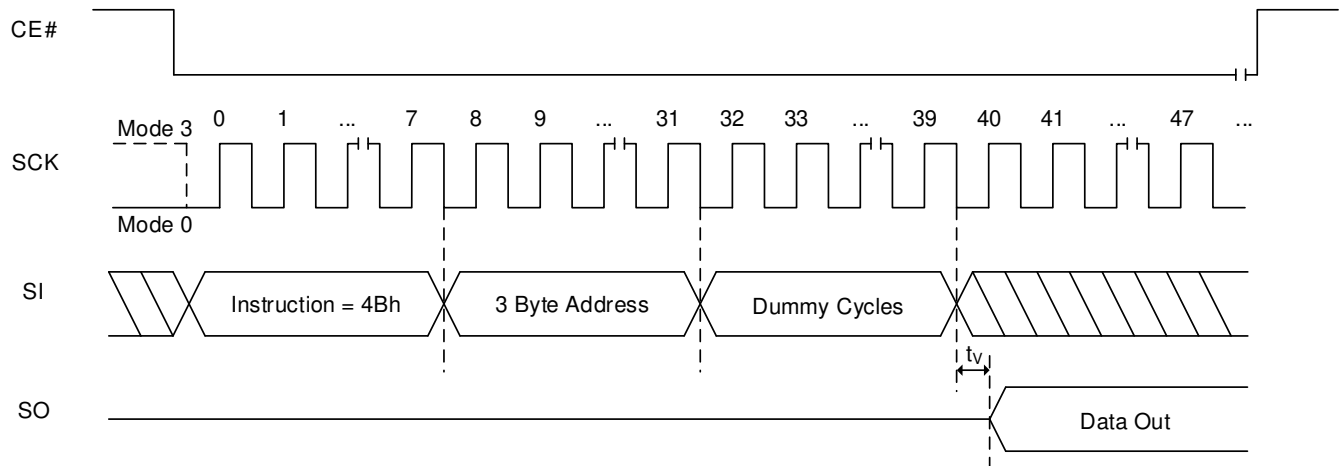 CE#
Mode 3
0 1 ... 7 8 9 ... 31 32 33 ... 39 40 41 ... 47 ...
SCK
Mode 0
SI
Instruction = 4Bh
3 Byte Address
Dummy Cycles
tV
SO
Data Out